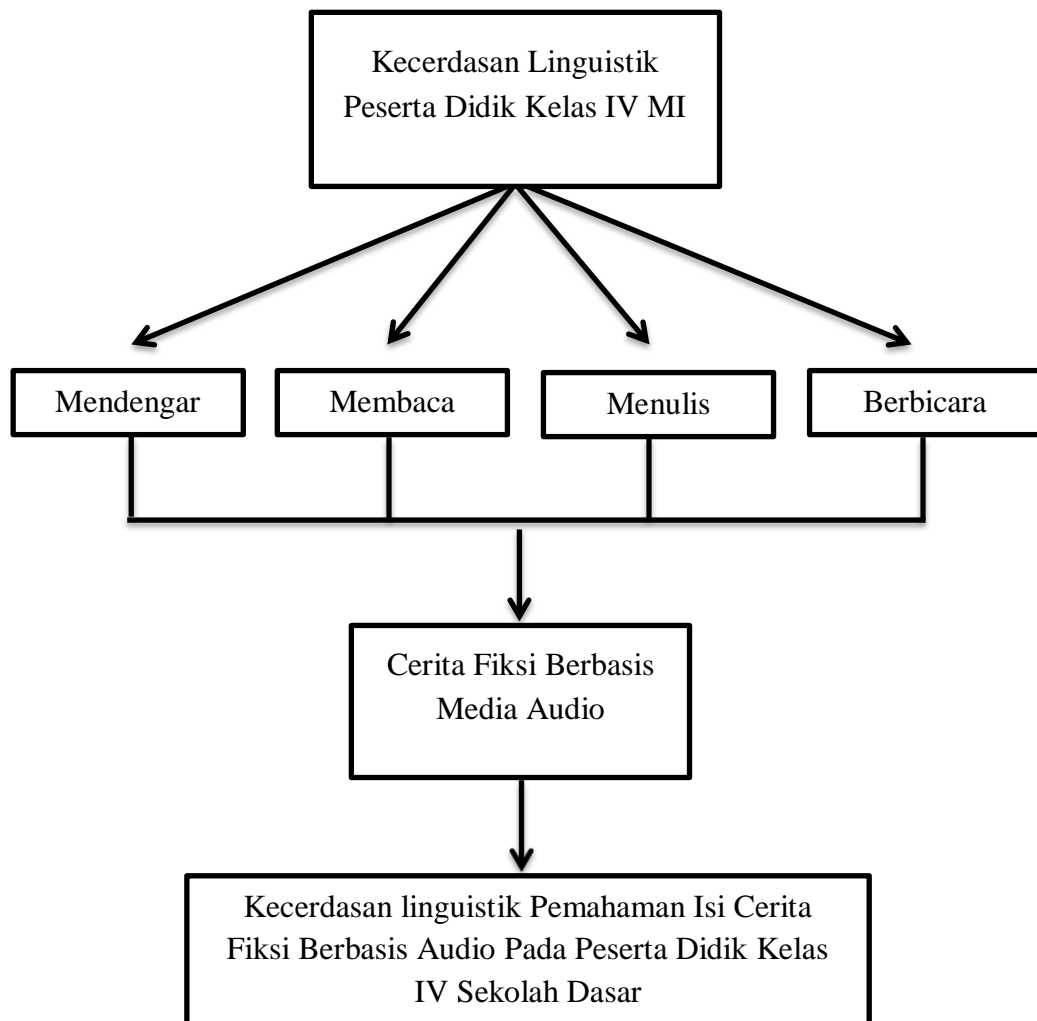 Kecerdasan Linguistik
Peserta Didik Kelas IV MI
Mendengar
Membaca
Menulis
Berbicara
Cerita Fiksi Berbasis
Media Audio
Kecerdasan linguistik Pemahaman Isi Cerita
Fiksi Berbasis Audio Pada Peserta Didik Kelas
IV Sekolah Dasar